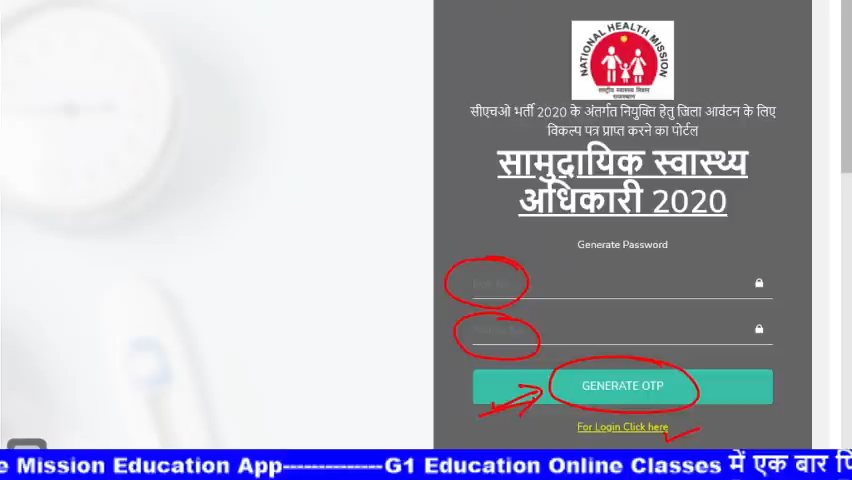 NATIONAL HEALTH MISSION
राष्ट्रीय स्वास्थ्य मिशन
राजस्थान
सीएचओ भर्ती 2020 के अंतर्गत नियुक्ति हेतु जिला आवंटन के लिए
विकल्प पत्र प्राप्त करने का पोर्टल
सामुदायिक स्वास्थ्य
अधिकारी 2020
Generate Password
GENERATE OTP
For Login Click here
e Mission Education App--------------G1 Education Online Classes में एक बार